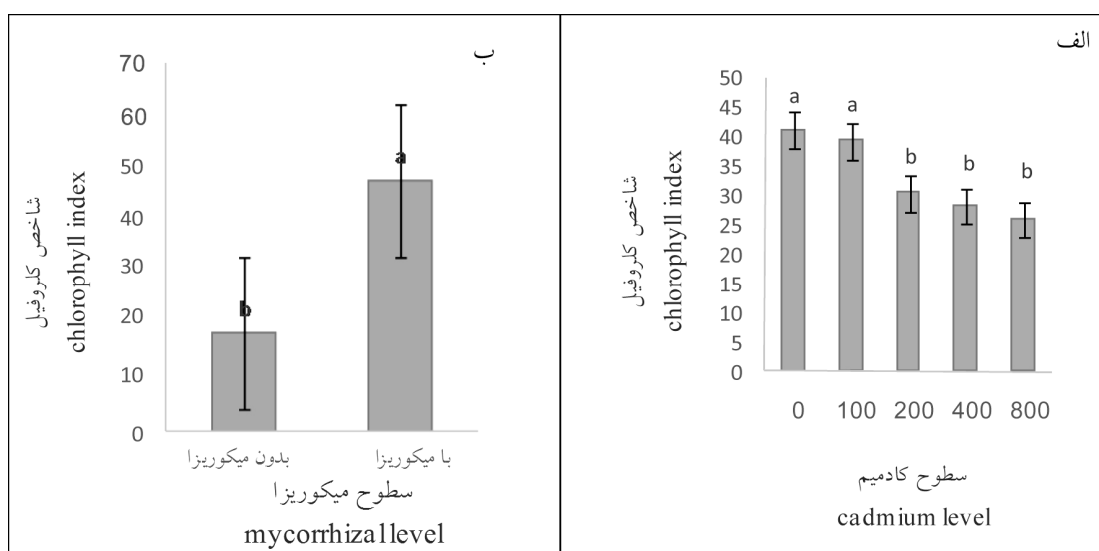 الف
شاخص کلروفیل
chlorophyll index
50
45
40
35
30
25
20
15
10
5
0
a
a
b
b
b
0 100 200 400 800
سطوح کادمیم
cadmium level
ب
شاخص کلروفیل
chlorophyll index
70
60
50
40
30
20
10
0
b
a
بدون میکوریزا
با میکوریزا
سطوح میکوریزا
mycorrhizal level